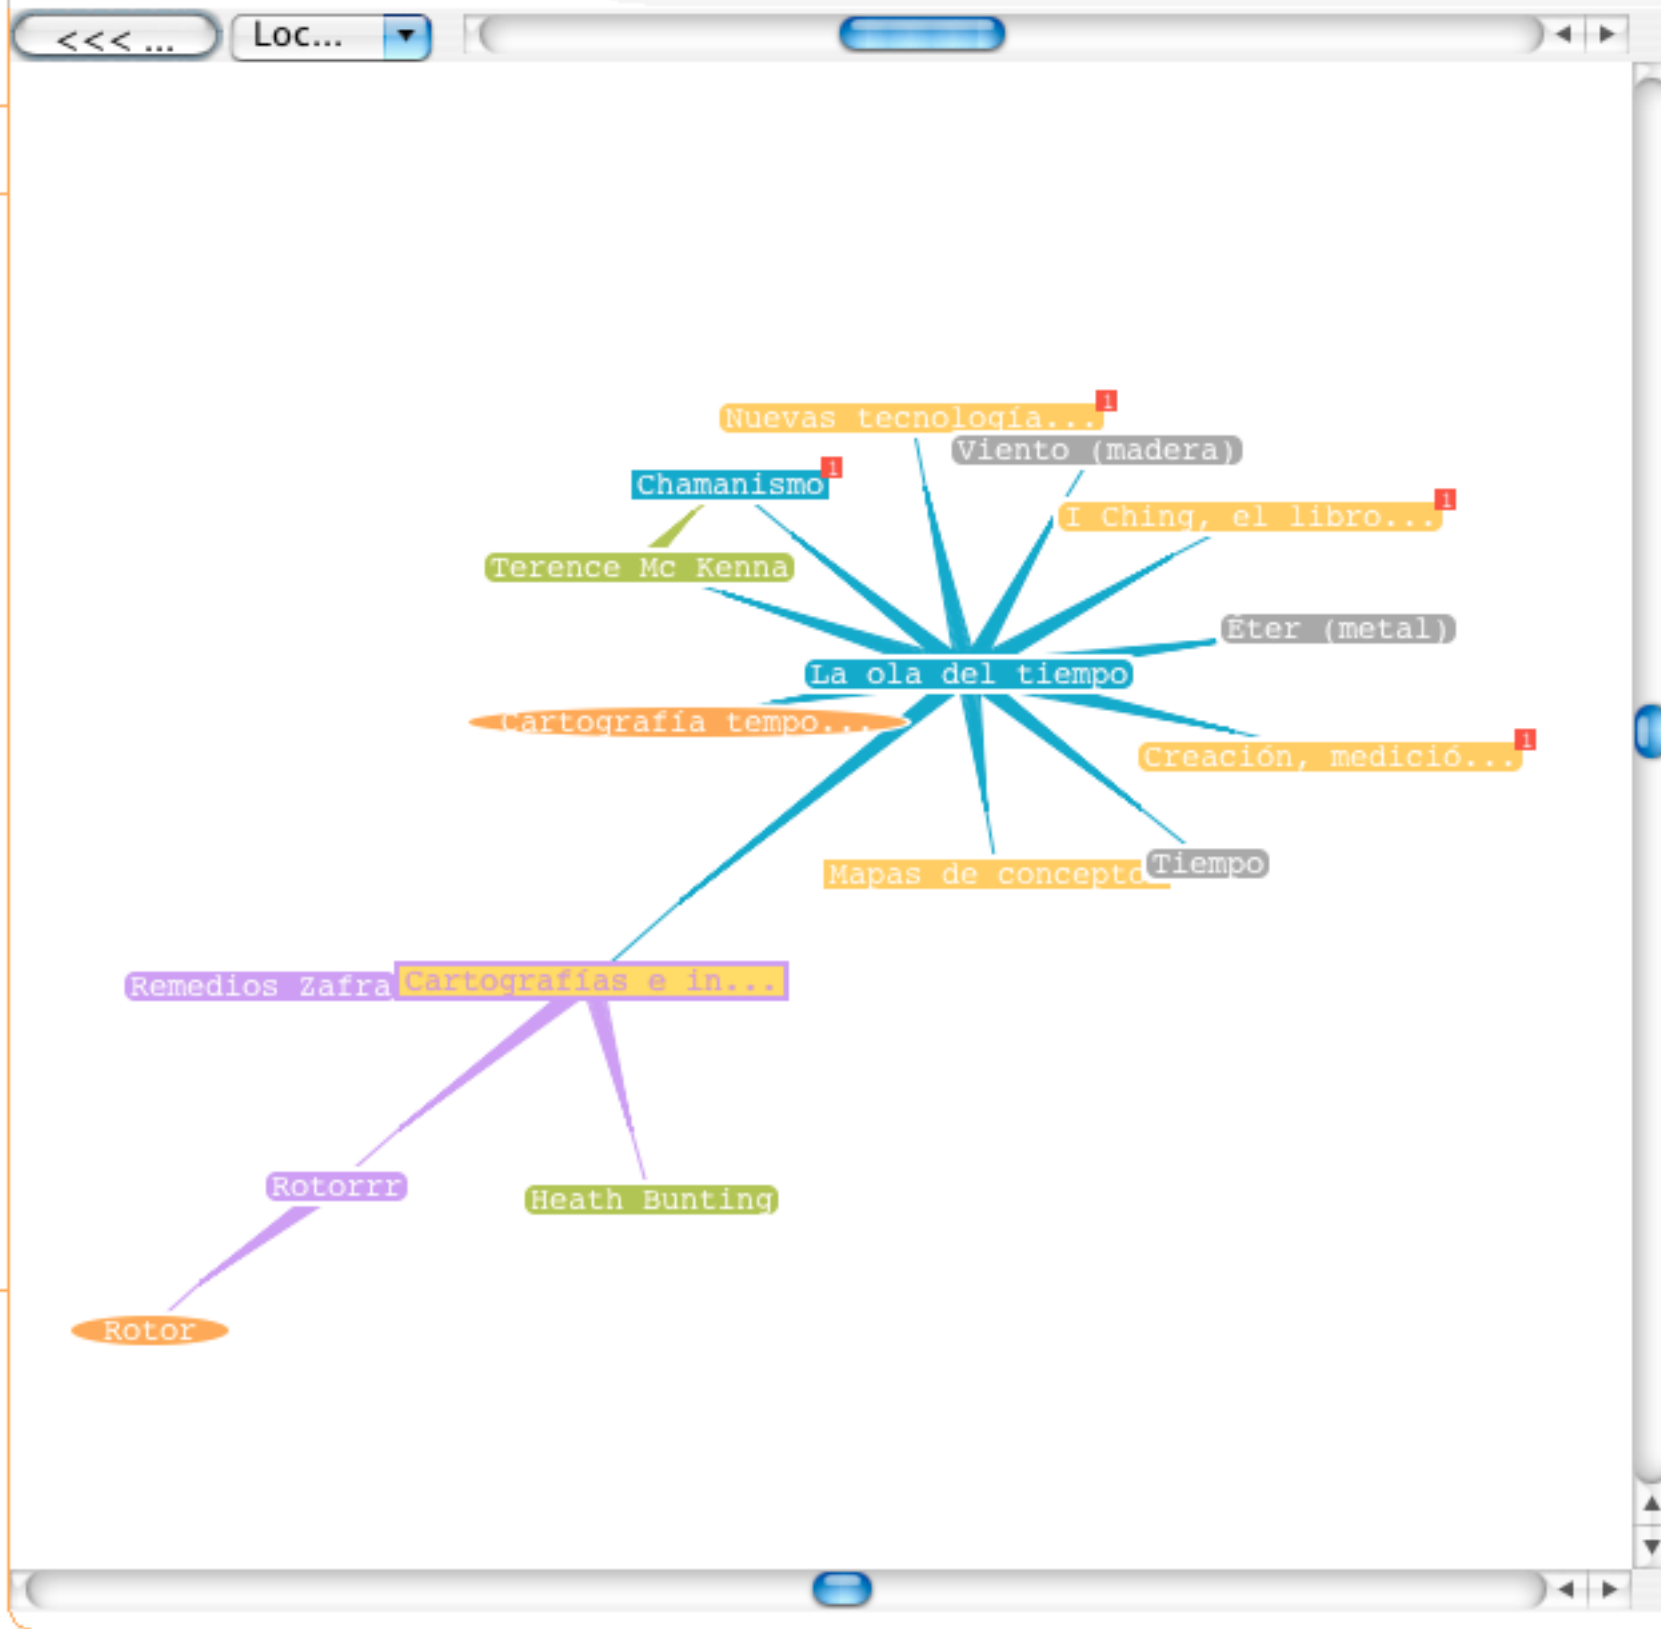 <<< ...
Loc...
Nuevas tecnología...
1
Viento (madera)
Chamanismo
1
I Ching, el libro...
1
Terence Mc Kenna
Éter (metal)
La ola del tiempo
Cartografía tempo...
Creación, medició...
1
Mapas de concepto
Tiempo
Remedios Zafra
Cartografías e in...
Rotorrr
Heath Bunting
Rotor